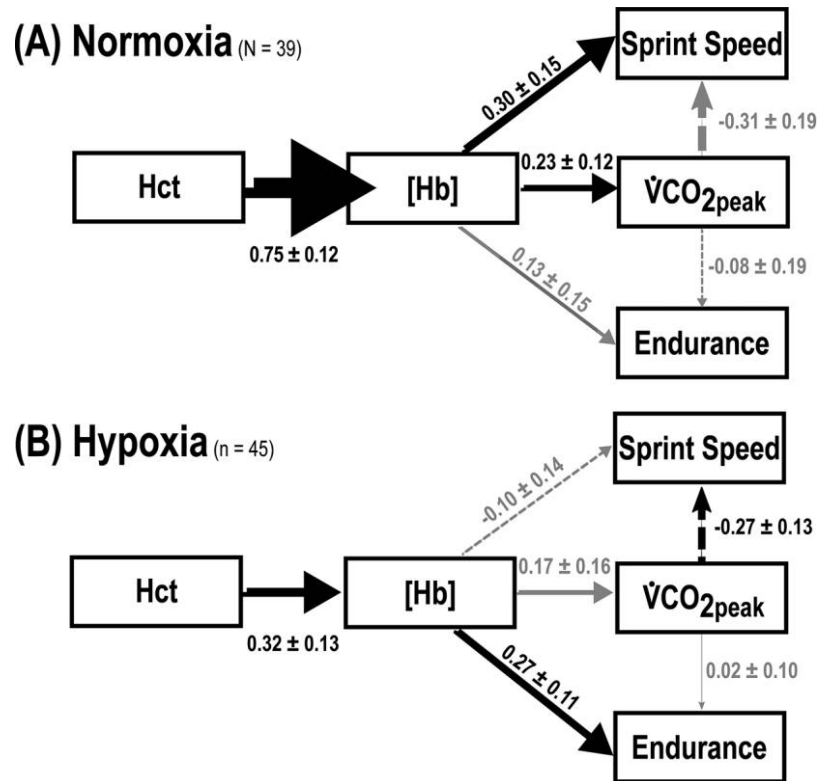 (A) Normoxia (N = 39)
Sprint Speed
0.30 ± 0.15
-0.31 ± 0.19
Hct
[Hb]
0.23 ± 0.12
V̇CO2peak
0.75 ± 0.12
0.13 ± 0.15
-0.08 ± 0.19
Endurance
(B) Hypoxia (n = 45)
Sprint Speed
-0.10 ± 0.14
-0.27 ± 0.13
Hct
[Hb]
0.17 ± 0.16
V̇CO2peak
0.32 ± 0.13
0.27 ± 0.11
0.02 ± 0.10
Endurance